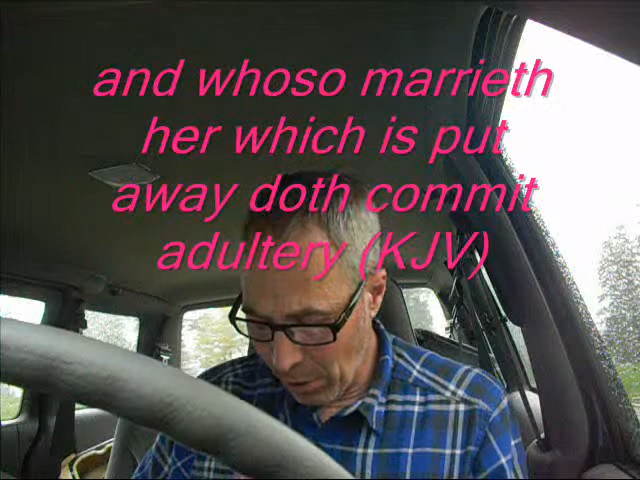 and whoso marrieth
her which is put
away doth commit
adultery (KJV)